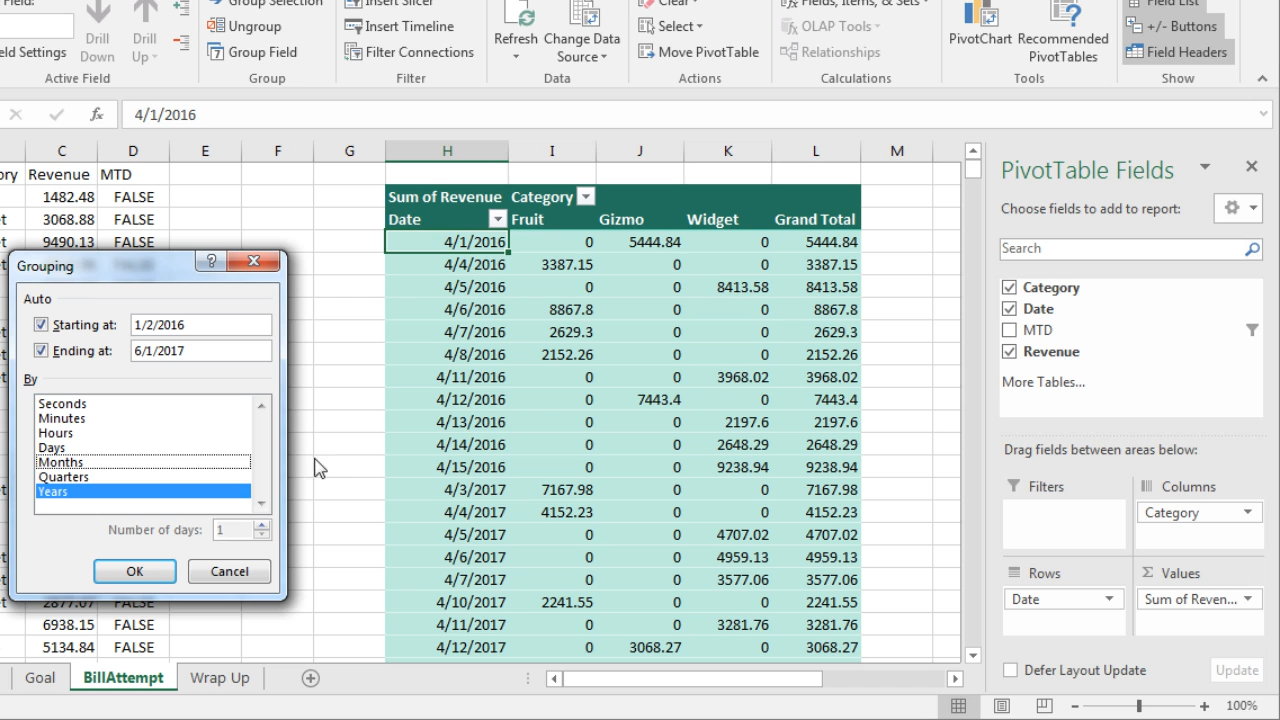 Field:
Group Selection
Insert Slicer
Clear
Fields, Items, & Sets
Field List
Drill
Down
Drill
Up
Ungroup
Insert Timeline
Refresh
Change Data
Source
Select
OLAP Tools
PivotChart
Recommended
PivotTables
+/- Buttons
eld Settings
Group Field
Filter Connections
Move PivotTable
Relationships
Field Headers
Active Field
Group
Filter
Data
Actions
Calculations
Tools
Show
fx 4/1/2016
C D E F G H I J K L M
ory Revenue MTD
1482.48 FALSE
et 3068.88 FALSE
et 9490.13 FALSE
et 2877.07 FALSE
6938.15 FALSE
5134.84 FALSE
Sum of Revenue Category
Date Fruit Gizmo Widget Grand Total
4/1/2016 0 5444.84 0 5444.84
4/4/2016 3387.15 0 0 3387.15
4/5/2016 0 0 8413.58 8413.58
4/6/2016 8867.8 0 0 8867.8
4/7/2016 2629.3 0 0 2629.3
4/8/2016 2152.26 0 0 2152.26
4/11/2016 0 0 3968.02 3968.02
4/12/2016 0 7443.4 0 7443.4
4/13/2016 0 0 2197.6 2197.6
4/14/2016 0 0 2648.29 2648.29
4/15/2016 0 0 9238.94 9238.94
4/3/2017 7167.98 0 0 7167.98
4/4/2017 4152.23 0 0 4152.23
4/5/2017 0 0 4707.02 4707.02
4/6/2017 0 0 4959.13 4959.13
4/7/2017 0 0 3577.06 3577.06
4/10/2017 2241.55 0 0 2241.55
4/11/2017 0 0 3281.76 3281.76
4/12/2017 0 3068.27 0 3068.27
Grouping
?
Auto
Starting at: 1/2/2016
Ending at: 6/1/2017
By
Seconds
Minutes
Hours
Days
Months
Quarters
Years
Number of days: 1
OK Cancel
PivotTable Fields
Choose fields to add to report:
Search
Category
Date
MTD
Revenue
More Tables...
Drag fields between areas below:
Filters
Columns
Category
Rows
Date
Σ Values
Sum of Reven...
Defer Layout Update Update
Goal BillAttempt Wrap Up
100%